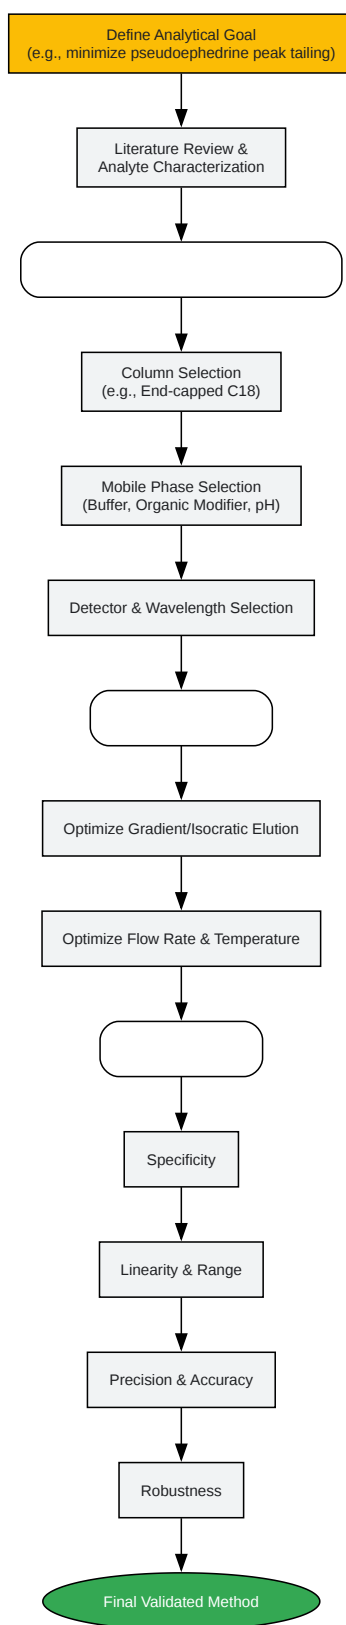 Define Analytical Goal
(e.g., minimize pseudoephedrine peak tailing)
Literature Review &
Analyte Characterization
Column Selection
(e.g., End-capped C18)
Mobile Phase Selection
(Buffer, Organic Modifier, pH)
Detector & Wavelength Selection
Optimize Gradient/Isocratic Elution
Optimize Flow Rate & Temperature
Specificity
Linearity & Range
Precision & Accuracy
Robustness
Final Validated Method